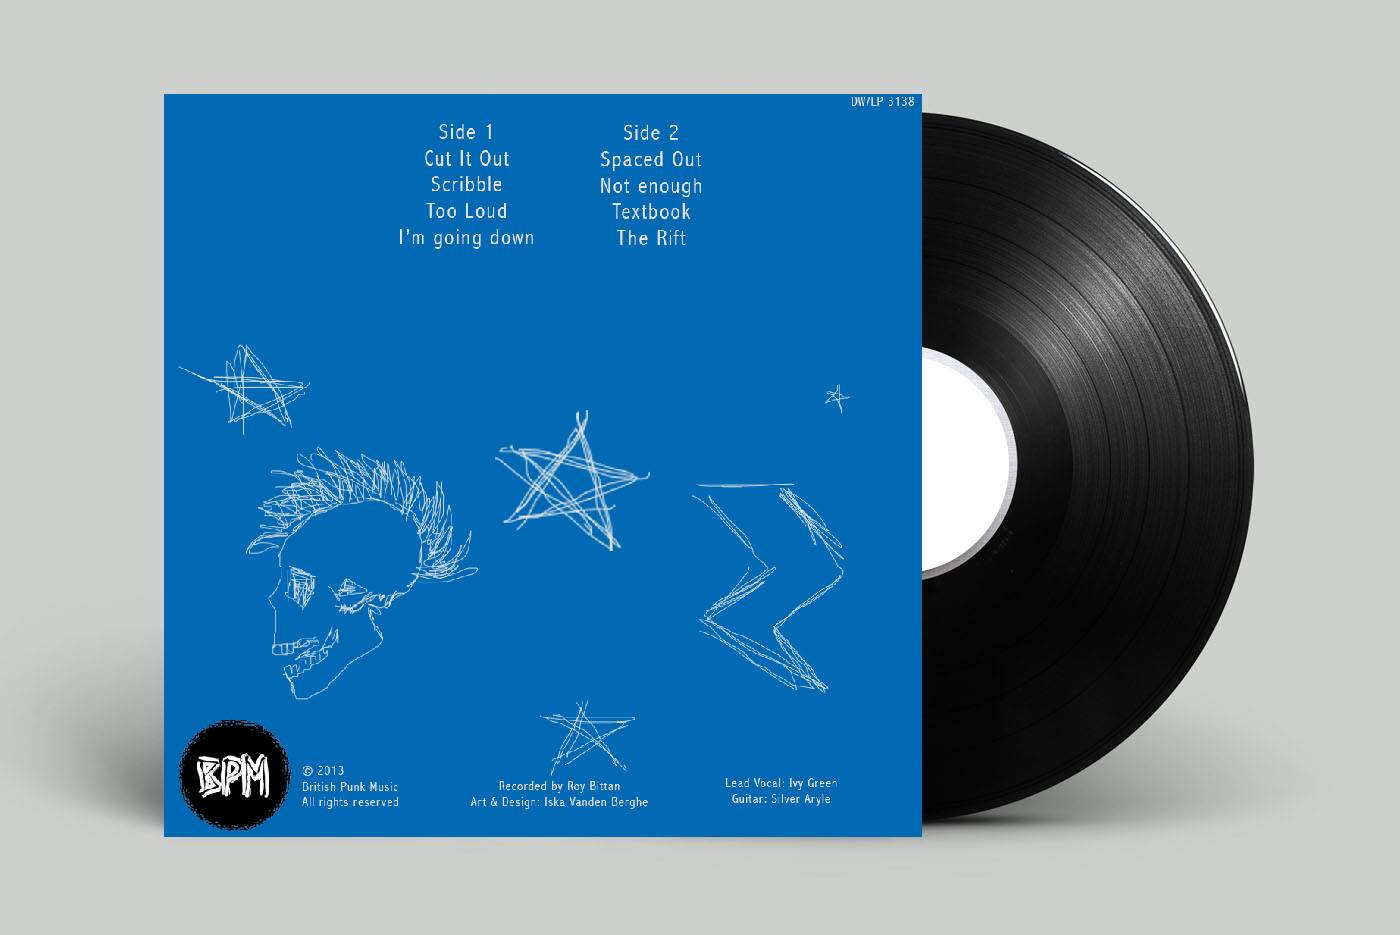 DW/LP 3138
Side 1
Cut It Out
Scribble
Too Loud
I'm going down
Side 2
Spaced Out
Not enough
Textbook
The Rift
BPM
© 2013
British Punk Music
All rights reserved
Recorded by Roy Bittan
Art & Design: Iska Vanden Berghe
Lead Vocal: Ivy Green
Guitar: Silver Aryle